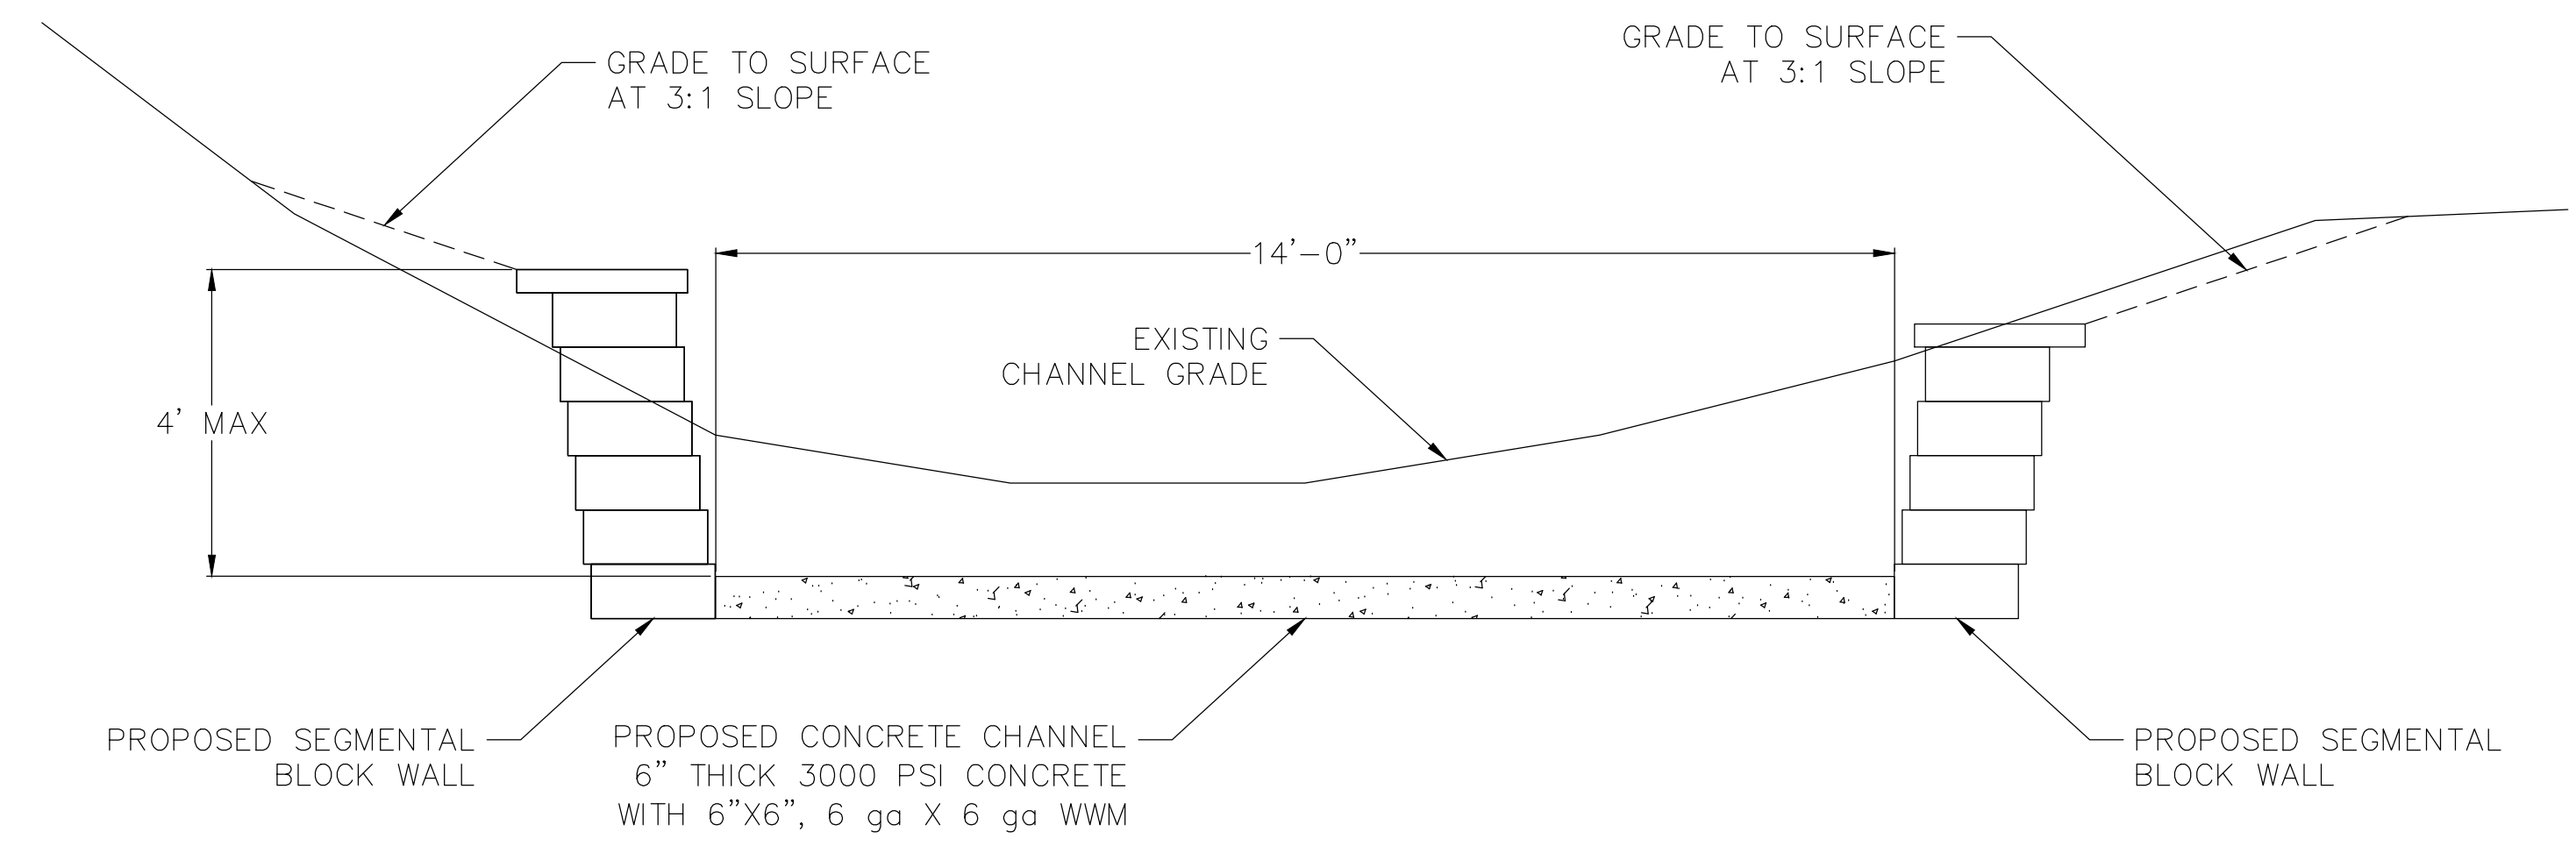 GRADE TO SURFACE
AT 3:1 SLOPE
GRADE TO SURFACE
AT 3:1 SLOPE
14’-0”
EXISTING
CHANNEL GRADE
4’ MAX
PROPOSED SEGMENTAL
BLOCK WALL
PROPOSED CONCRETE CHANNEL
6” THICK 3000 PSI CONCRETE
WITH 6”X6”, 6 ga X 6 ga WWM
PROPOSED SEGMENTAL
BLOCK WALL